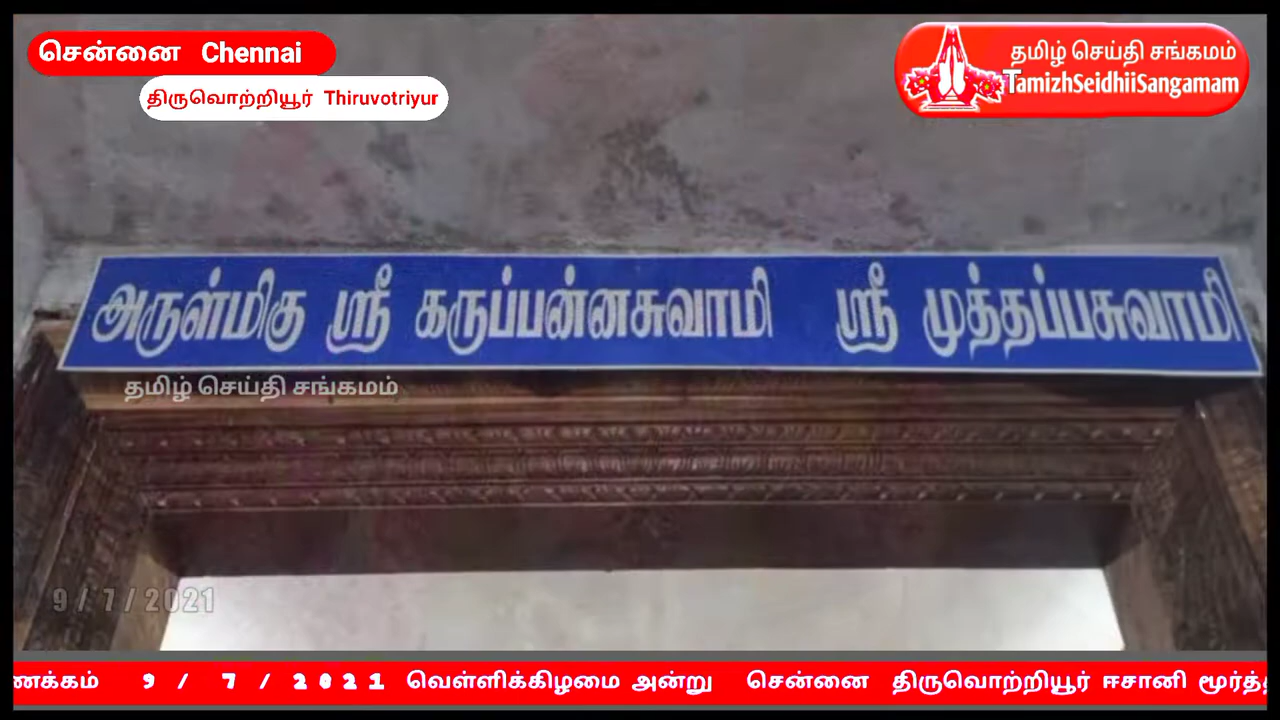 சென்னை Chennai
திருவொற்றியூர் Thiruvotriyur
தமிழ் செய்தி சங்கமம்
TamizhSeidhiiSangamam
அருள்மிகு ஸ்ரீ கருப்பன்னசுவாமி ஸ்ரீ முத்தப்பசுவாமி
தமிழ் செய்தி சங்கமம்
9 / 7 / 2021
9 / 7 / 2021 வெள்ளிக்கிழமை அன்று சென்னை திருவொற்றியூர் ஈசானி